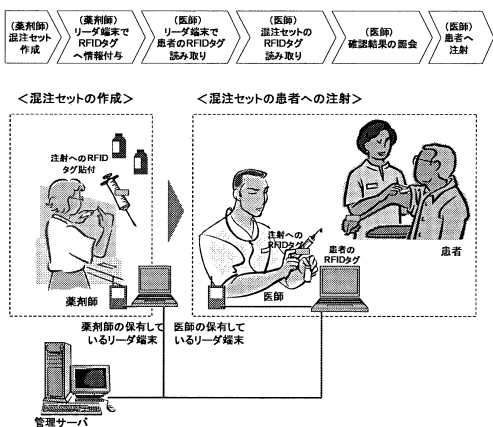 (薬剤師)
混注セット
作成
(薬剤師)
リーダ端末で
RFIDタグ
へ情報付与
(医師)
リーダ端末で
患者のRFIDタグ
読み取り
(医師)
混注セットの
RFIDタグ
読み取り
(医師)
確認結果の照会
(医師)
患者へ
注射
<混注セットの作成>
<混注セットの患者への注射>
注射へのRFID
タグ貼付
薬剤師
注射への
RFIDタグ
医師
患者の
RFIDタグ
患者
薬剤師の保有して
いるリーダ端末
医師の保有して
いるリーダ端末
管理サーバ